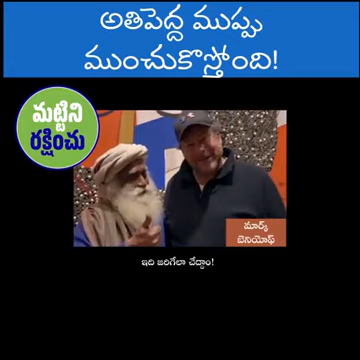 అతిపెద్ద ముప్పు
ముంచుకొస్తోంది!
మట్టిని
రక్షించు
మార్క్
బెనియోఫ్
ఇది జరిగేలా చేద్దాం!